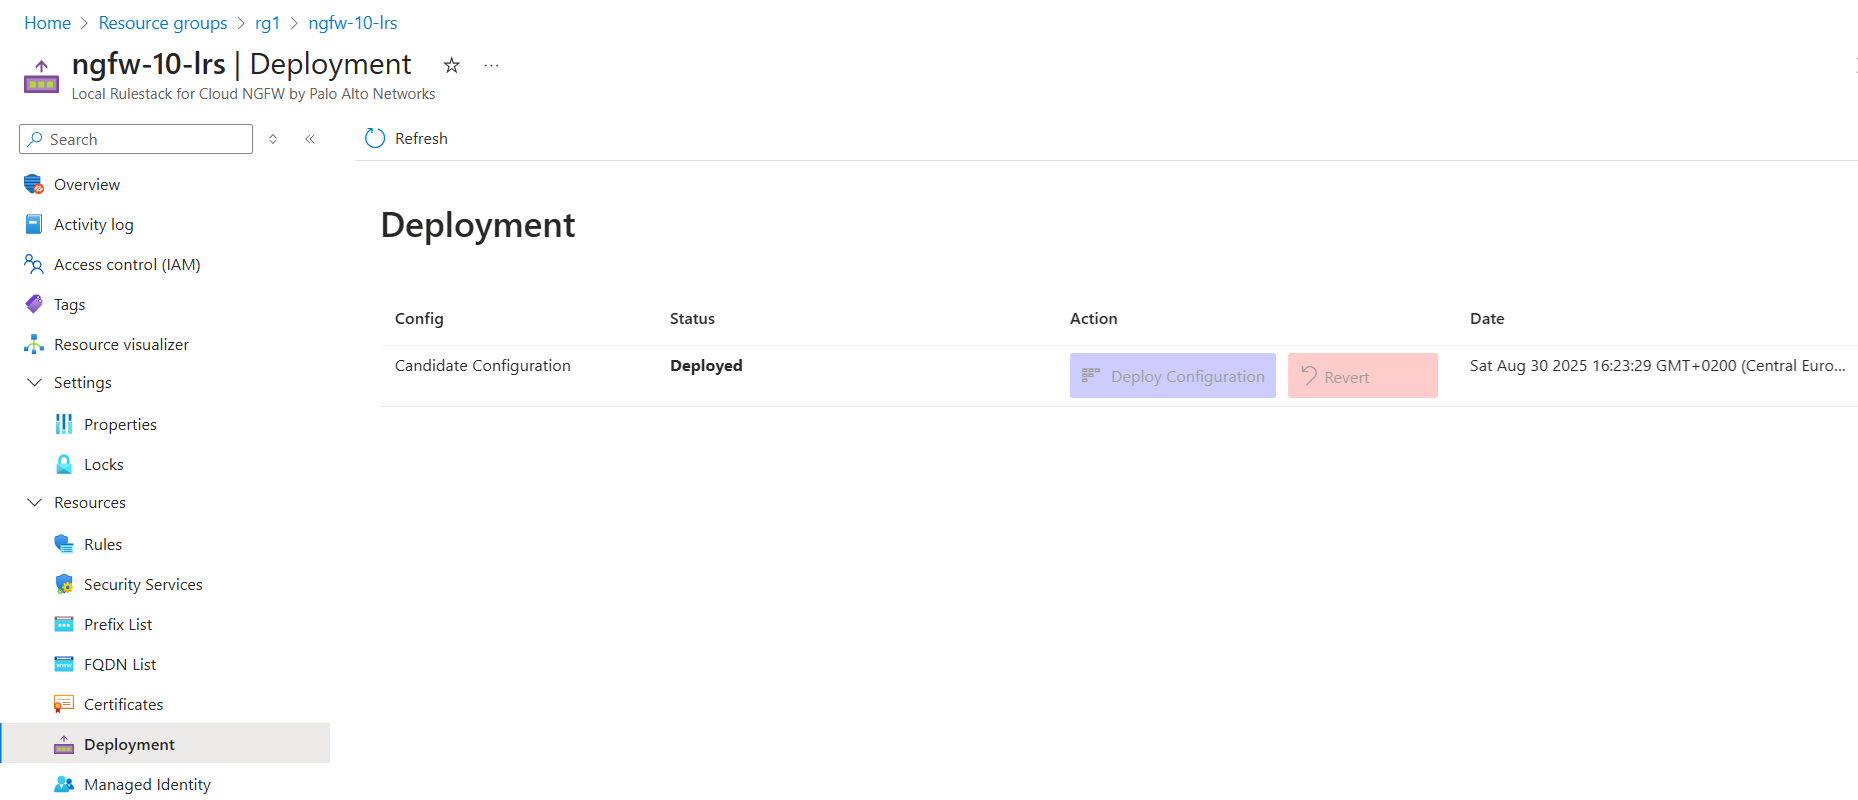 Home > Resource groups > rg1 > ngfw-10-lrs
ngfw-10-lrs | Deployment ☆ ...
Local Rulestack for Cloud NGFW by Palo Alto Networks
Search
Refresh
Overview
Activity log
Access control (IAM)
Tags
Resource visualizer
Settings
Properties
Locks
Resources
Rules
Security Services
Prefix List
FQDN List
Certificates
Deployment
Managed Identity
Deployment
Config Status Action Date
Candidate Configuration Deployed Deploy Configuration Revert Sat Aug 30 2025 16:23:29 GMT+0200 (Central Euro...